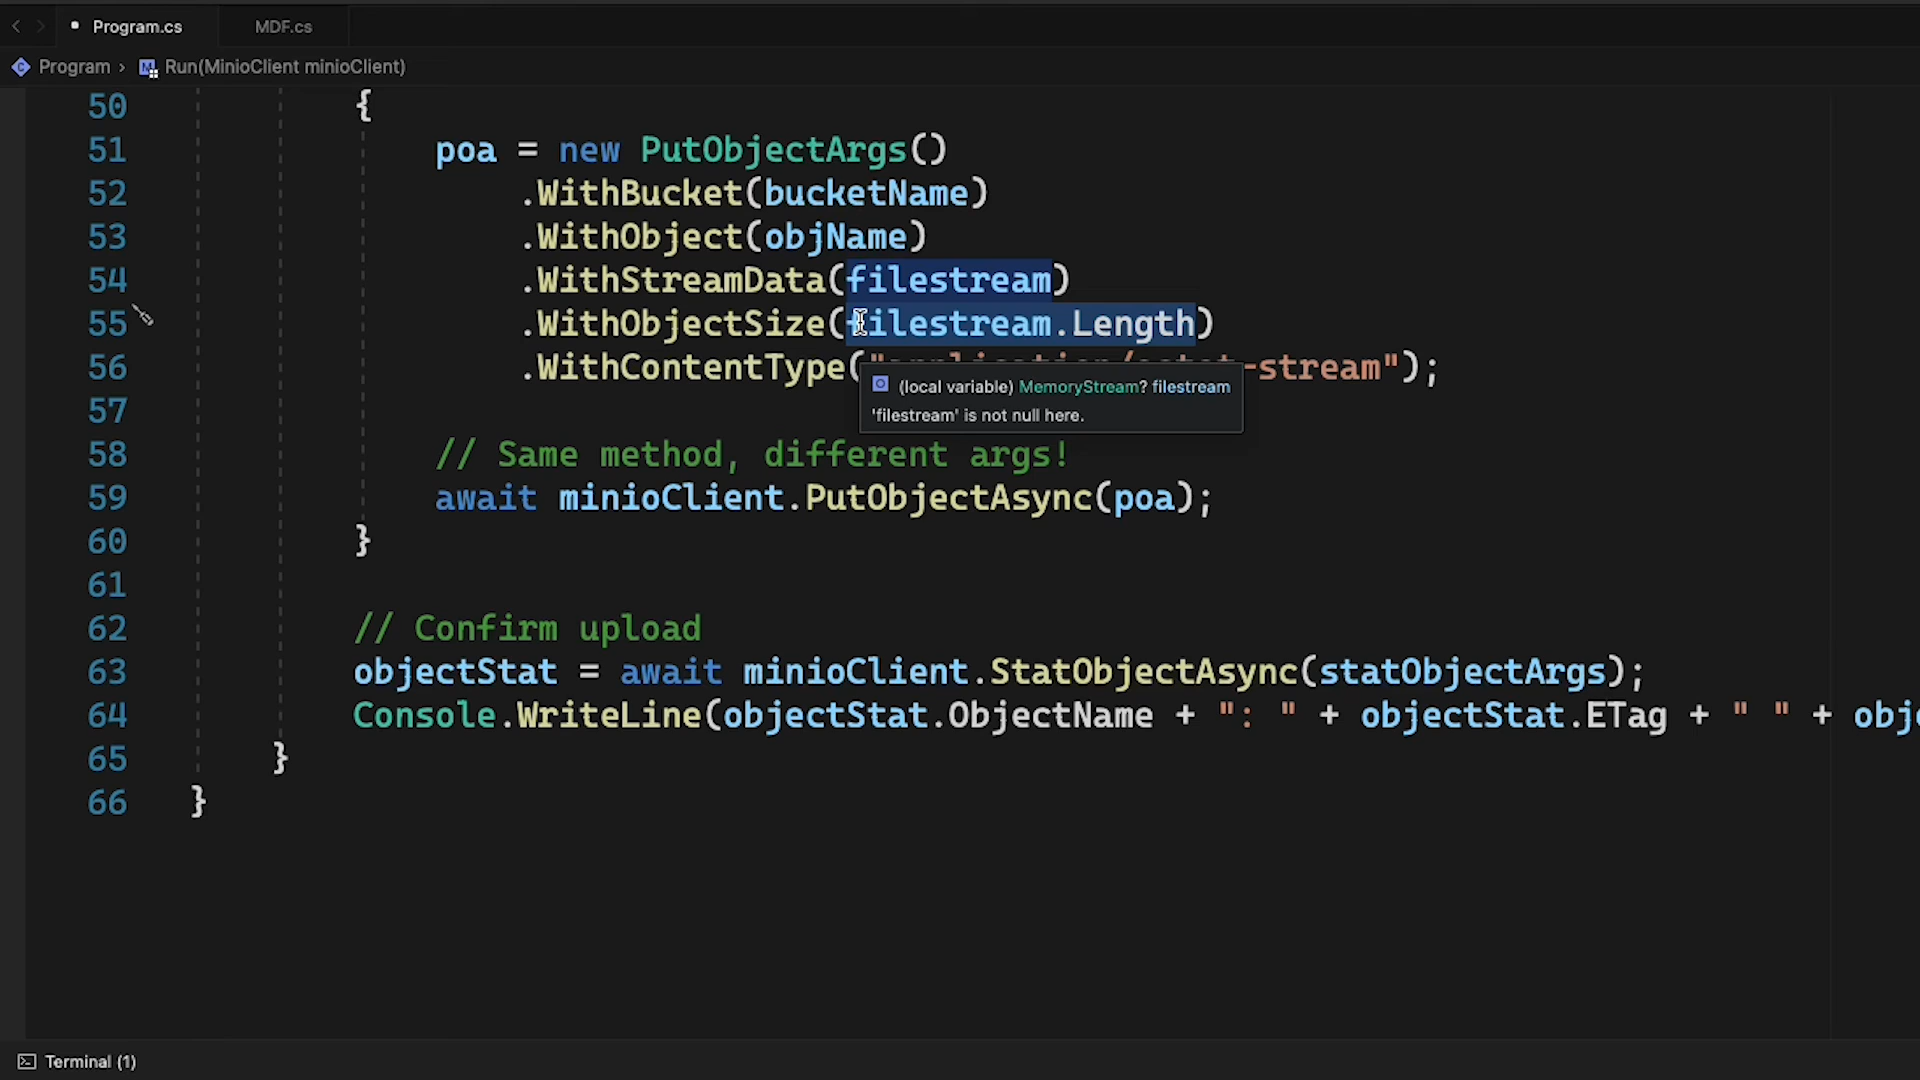 Program.cs MDF.cs
Program › Run(MinioClient minioClient)
50 {
51 poa = new PutObjectArgs()
52 .WithBucket(bucketName)
53 .WithObject(objName)
54 .WithStreamData(filestream)
55 .WithObjectSize(filestream.Length)
56 .WithContentType("application/octet-stream");
(local variable) MemoryStream? filestream
'filestream' is not null here.
57
58 // Same method, different args!
59 await minioClient.PutObjectAsync(poa);
60 }
61
62 // Confirm upload
63 objectStat = await minioClient.StatObjectAsync(statObjectArgs);
64 Console.WriteLine(objectStat.ObjectName + ": " + objectStat.ETag + " " +
65 }
66 }
Terminal (1)